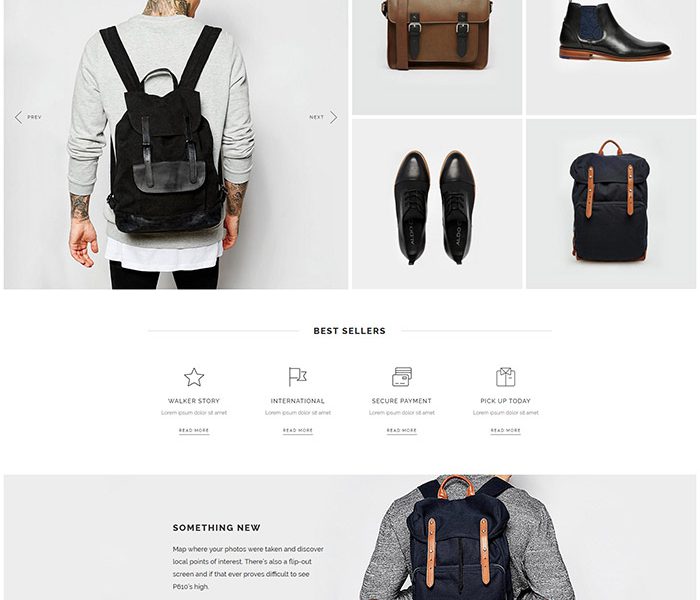 PREV
NEXT
ALDO
BEST SELLERS
WALKER STORY
INTERNATIONAL
SECURE PAYMENT
PICK UP TODAY
Lorem ipsum dolor sit amet
Lorem ipsum dolor sit amet
Lorem ipsum dolor sit amet
Lorem ipsum dolor sit amet
READ MORE
READ MORE
READ MORE
READ MORE
SOMETHING NEW
Map where your photos were taken and discover
local points of interest. There's also a flip-out
screen and if that ever proves difficult to see
P610's high.